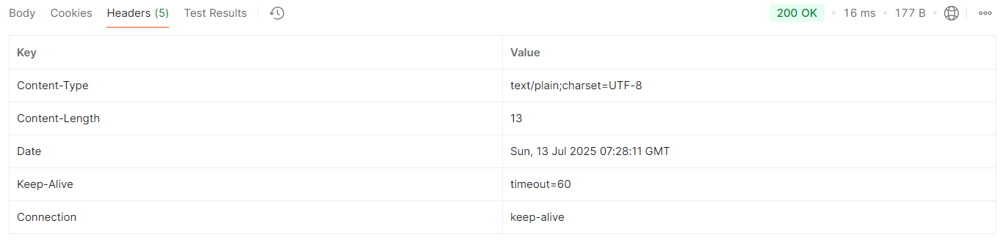 Body Cookies Headers (5) Test Results 200 OK • 16 ms • 177 B •
Key Value
Content-Type text/plain;charset=UTF-8
Content-Length 13
Date Sun, 13 Jul 2025 07:28:11 GMT
Keep-Alive timeout=60
Connection keep-alive